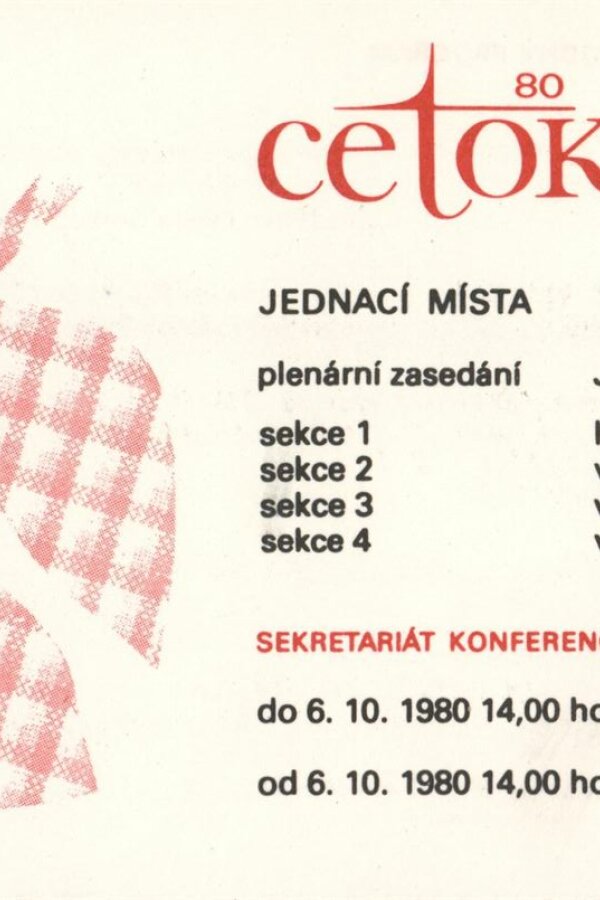 80
cetok
JEDNACÍ MÍSTA
plenární zasedání
sekce 1
sekce 2
sekce 3
sekce 4
SEKRETARIÁT KONFEREN
do 6. 10. 1980 14,00 ho
od 6. 10. 1980 14,00 ho